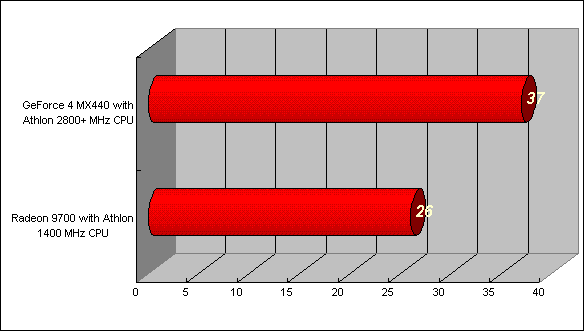 GeForce 4 MX440 with
Athlon 2800+ MHz CPU
37
Radeon 9700 with Athlon
1400 MHz CPU
26
0 5 10 15 20 25 30 35 40